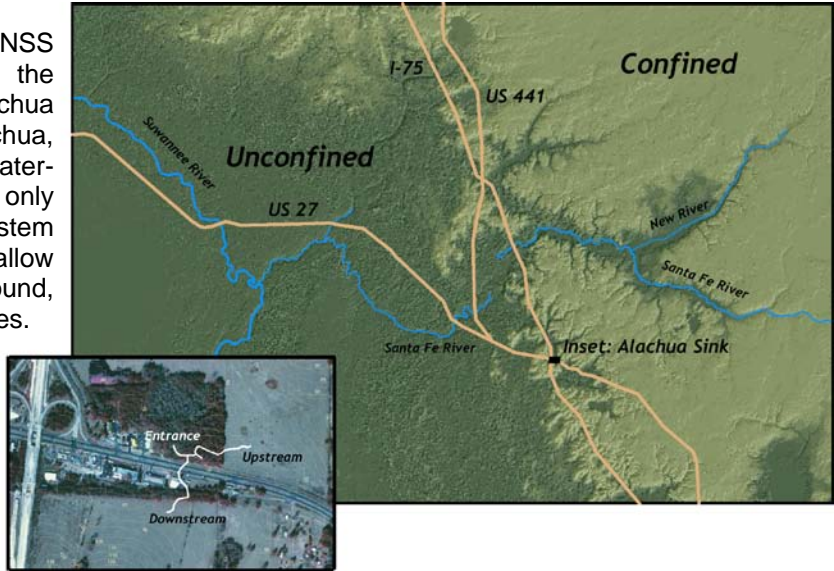 NSS
the
chua
chua,
ater-
only
stem
allow
ound,
es.
I-75
US 441
Confined
Suwannee River
Unconfined
US 27
New River
Santa Fe River
Santa Fe River
Inset: Alachua Sink
Entrance
Upstream
Downstream